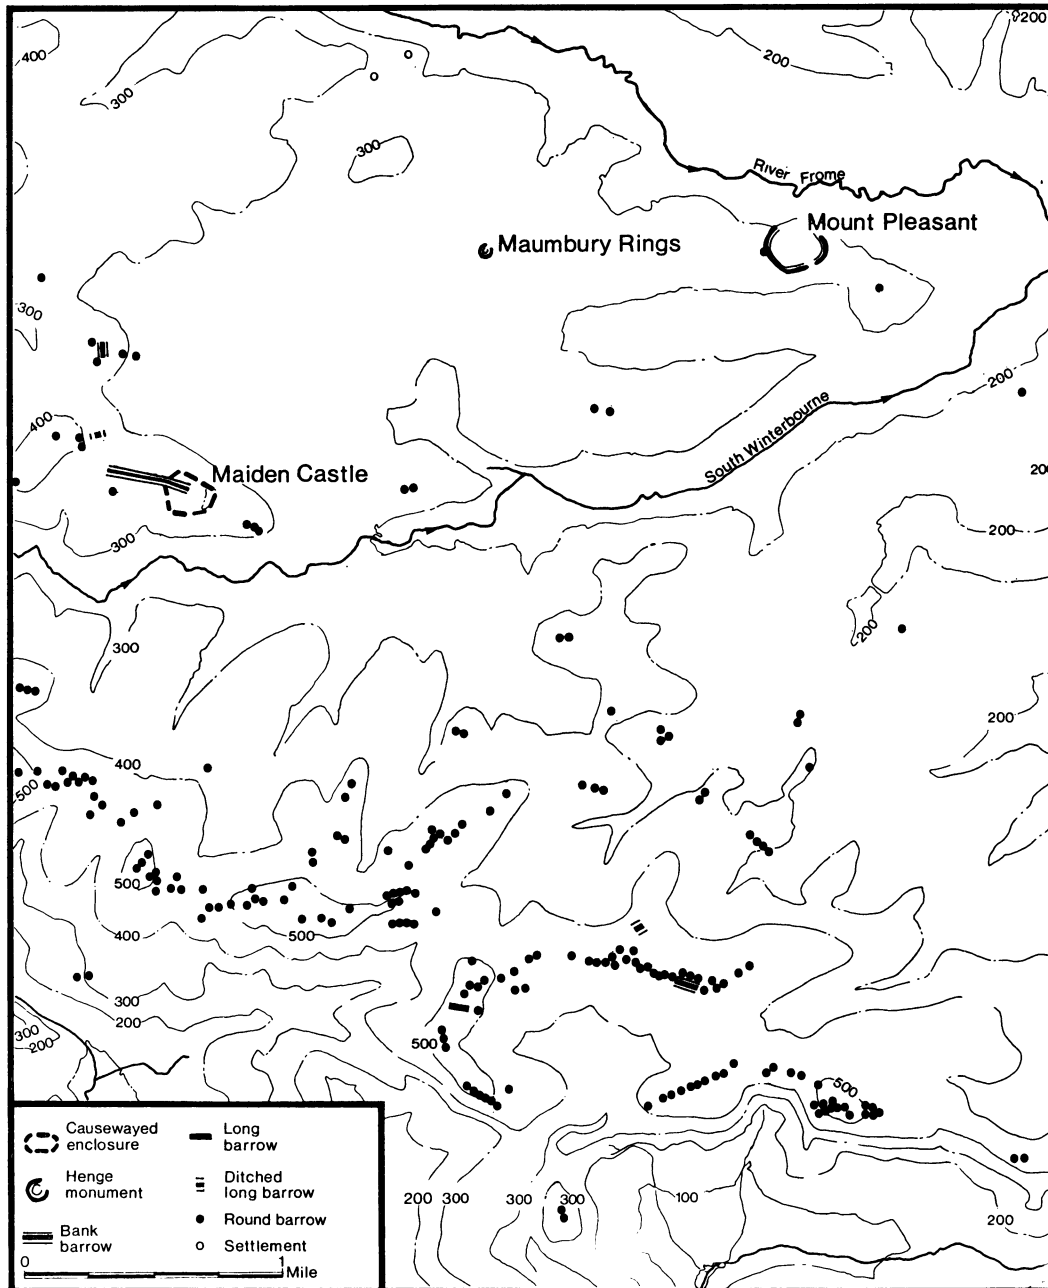 200
400
200
300
300
River Frome
Mount Pleasant
Maumbury Rings
300
200
400
South Winterbourne
200
Maiden Castle
300
200
200
300
200
400
500
500
400
500
300
200
300
200
500
500
Causewayed
enclosure
Henge
monument
Bank
barrow
Long
barrow
Ditched
long barrow
Round barrow
Settlement
0 1
Mile
200 300 300 300 100
200